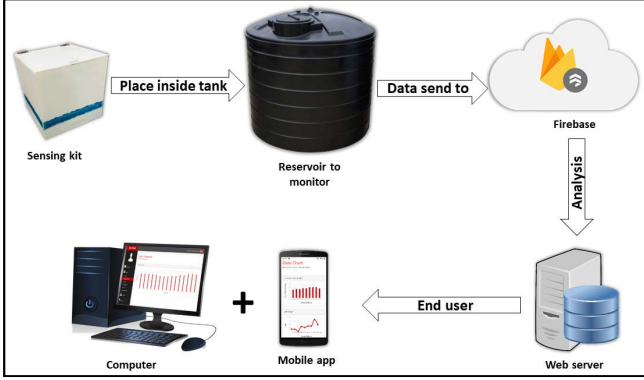 Place inside tank
Data send to
Sensing kit
Reservoir to
monitor
Firebase
Analysis
End user
Computer
Mobile app
Web server